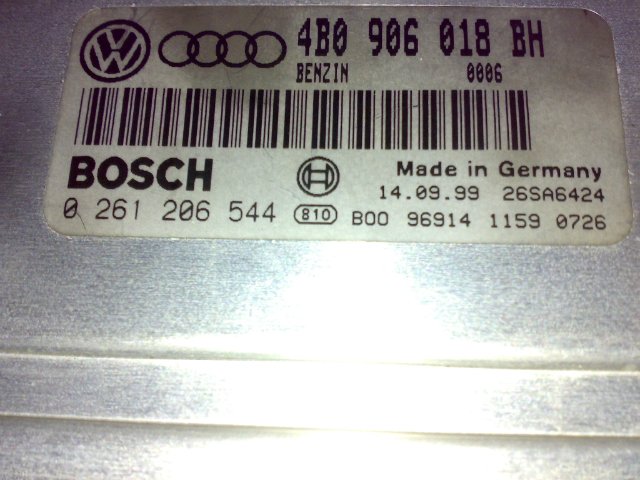 4B0 906 018 BH
BENZIN 0006
BOSCH
Made in Germany
14.09.99 26SA6424
0 261 206 544 810 B00 96914 1159 0726